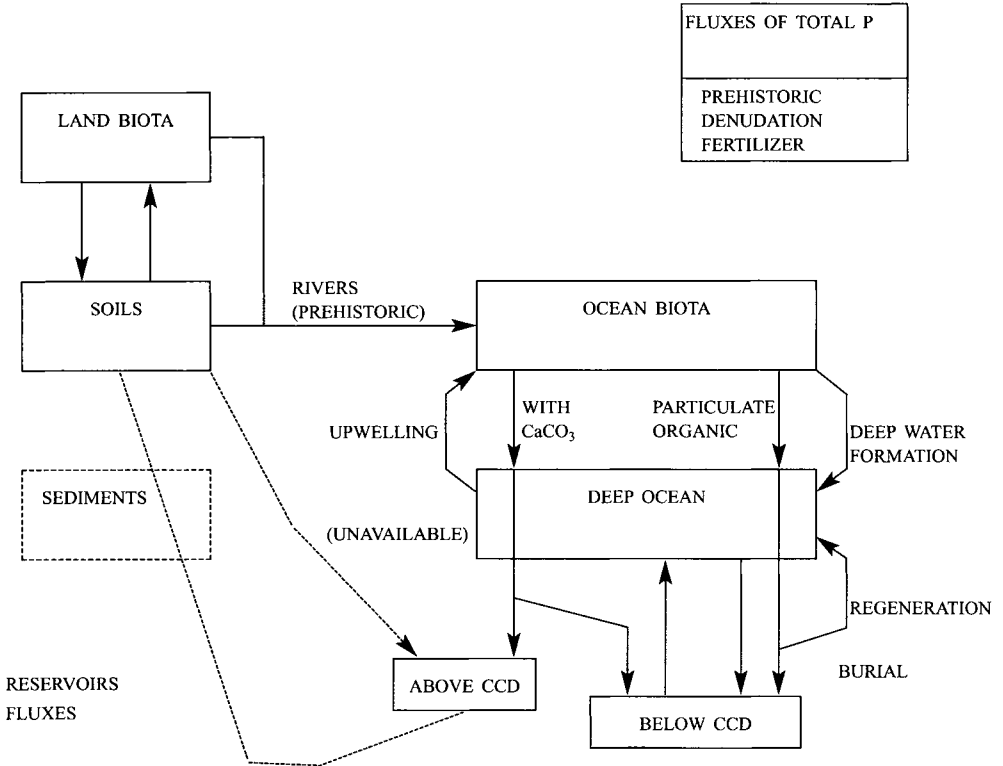 FLUXES OF TOTAL P
PREHISTORIC
DENUDATION
FERTILIZER
LAND BIOTA
SOILS
RIVERS
(PREHISTORIC)
OCEAN BIOTA
UPWELLING
WITH
CaCO3
PARTICULATE
ORGANIC
DEEP WATER
FORMATION
SEDIMENTS
DEEP OCEAN
(UNAVAILABLE)
REGENERATION
BURIAL
ABOVE CCD
BELOW CCD
RESERVOIRS
FLUXES